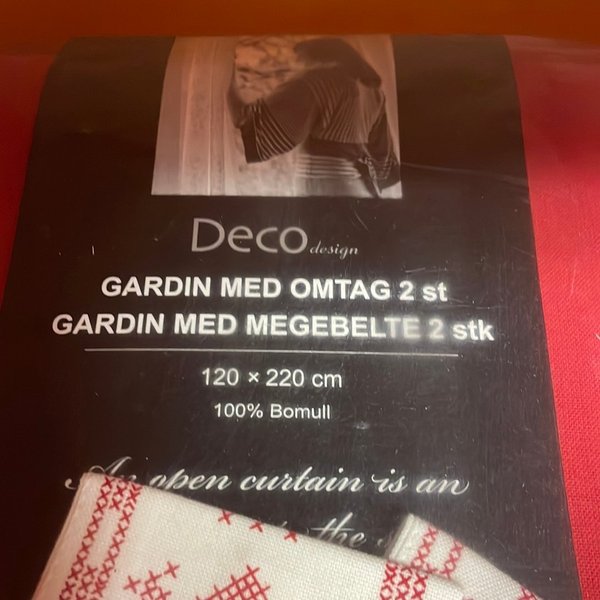 Deco design
GARDIN MED OMTAG 2 st
GARDIN MED MEGEBELTE 2 stk
120 × 220 cm
100% Bomull
An open curtain is an
the